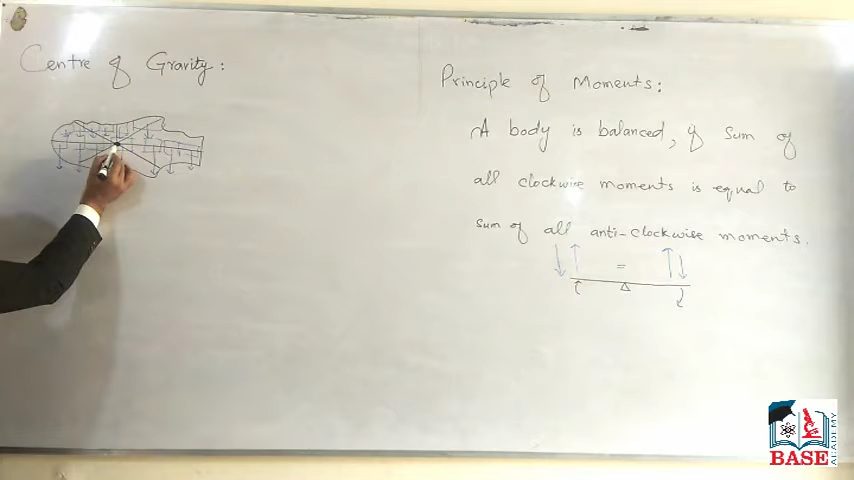 Centre of Gravity :
Principle of Moments :
A body is balanced, if sum of
all clockwise moments is equal to
sum of all anti-clockwise moments.
=
BASE
ACADEMY